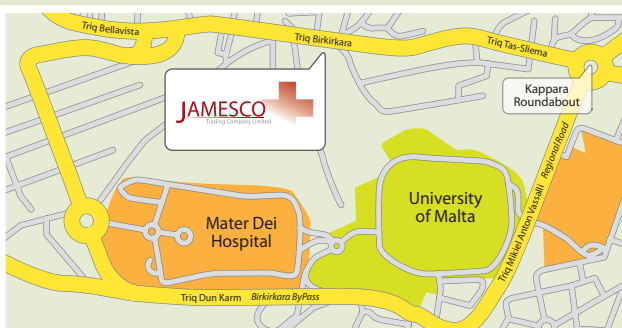 Triq Bellavista
Triq Birkirkara
Triq Tas-Sliema
JAMESCO
Trading Company Limited
Kappara
Roundabout
Mater Dei
Hospital
University
of Malta
Triq Mikiel Anton Vassalli Regional Road
Triq Dun Karm Birkirkara ByPass